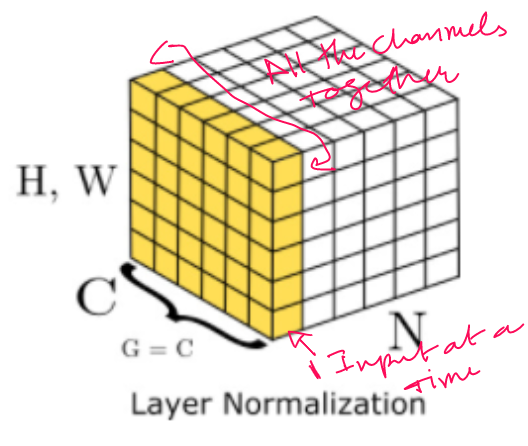 All the channels
together
H, W
C
G = C
N
1 Input at a
time
Layer Normalization